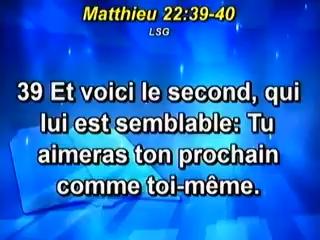 Matthieu 22:39-40
LSG
39 Et voici le second, qui
lui est semblable: Tu
aimeras ton prochain
comme toi-même.